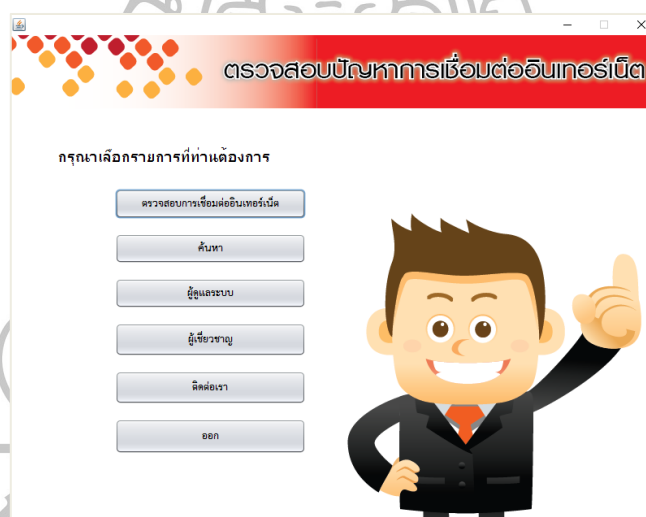 ตรวจสอบปัญหาการเชื่อมต่ออินเทอร์เน็ต
กรุณาเลือกรายการที่ท่านต้องการ
ตรวจสอบการเชื่อมต่ออินเทอร์เน็ต
ค้นหา
ผู้ดูแลระบบ
ผู้เชี่ยวชาญ
ติดต่อเรา
ออก